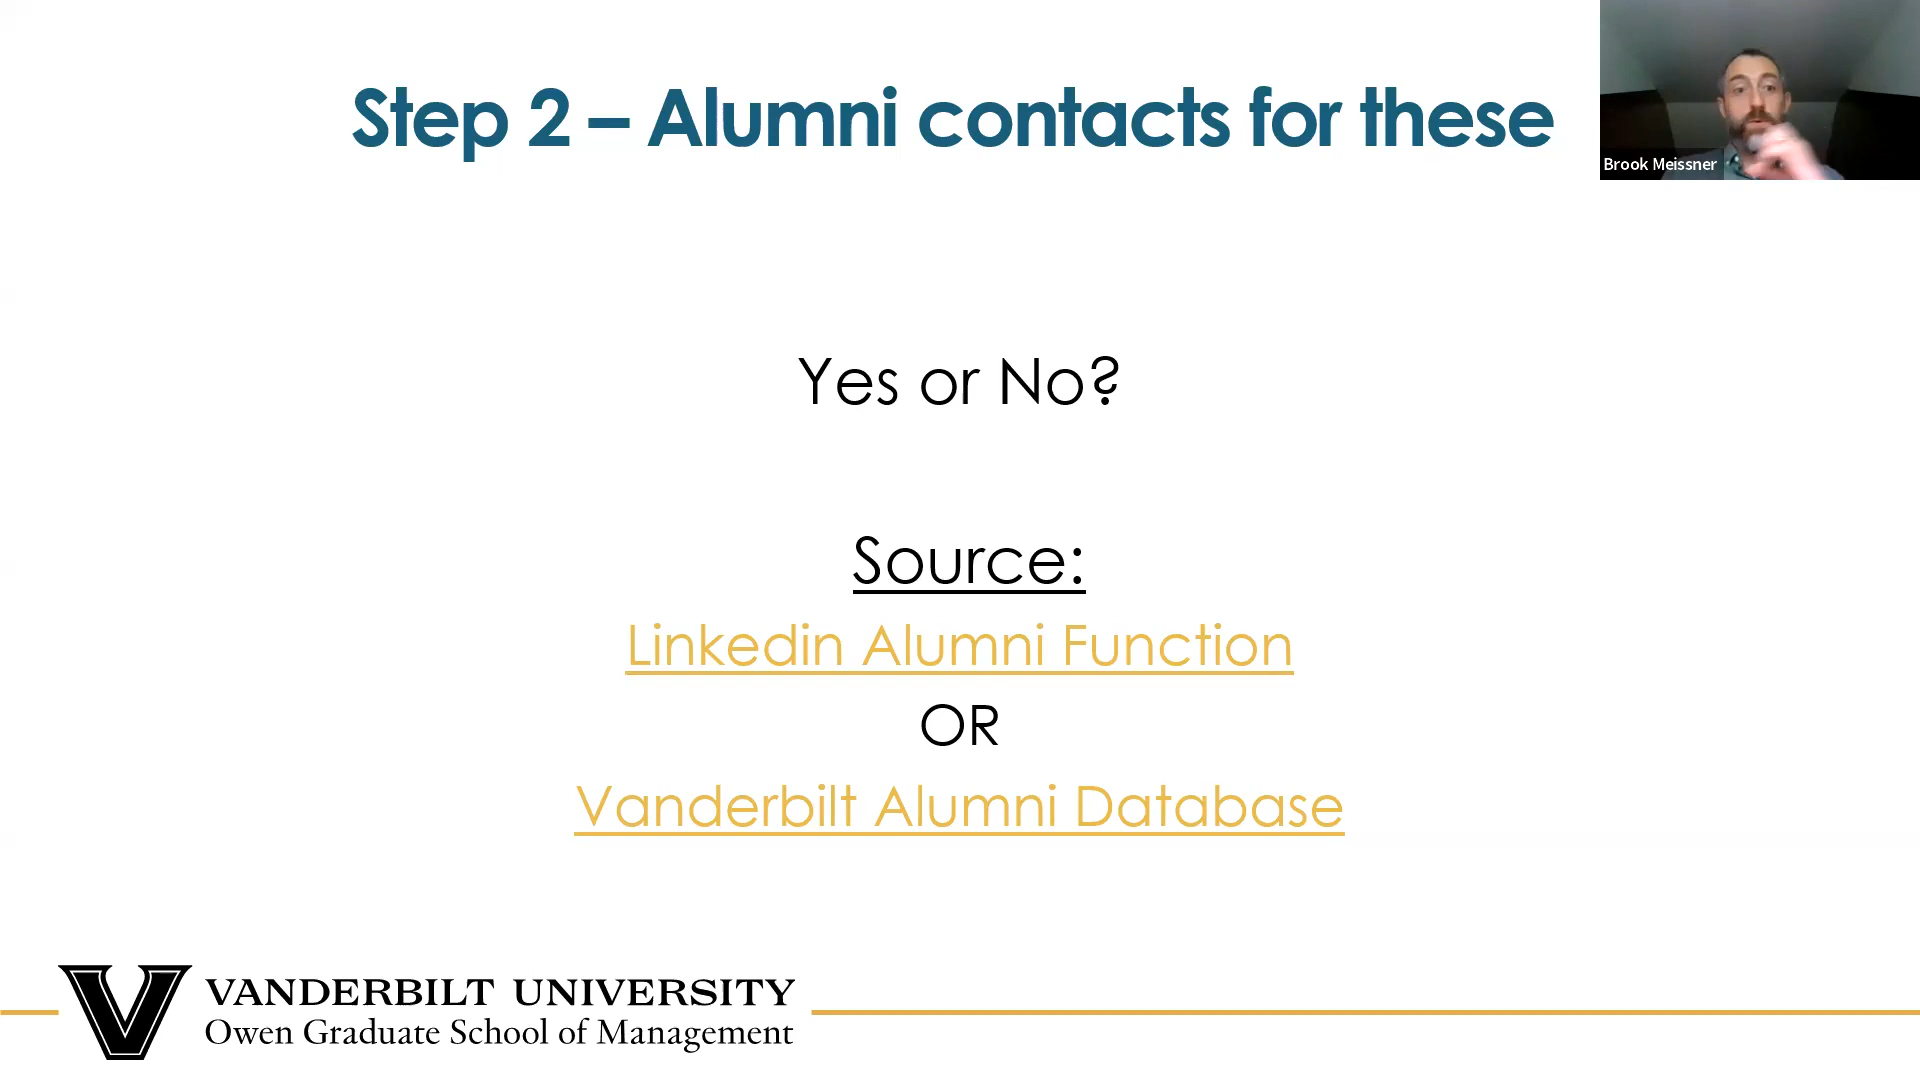 Step 2 – Alumni contacts for these
Brook Meissner
Yes or No?
Source:
Linkedin Alumni Function
OR
Vanderbilt Alumni Database
V VANDERBILT UNIVERSITY
Owen Graduate School of Management